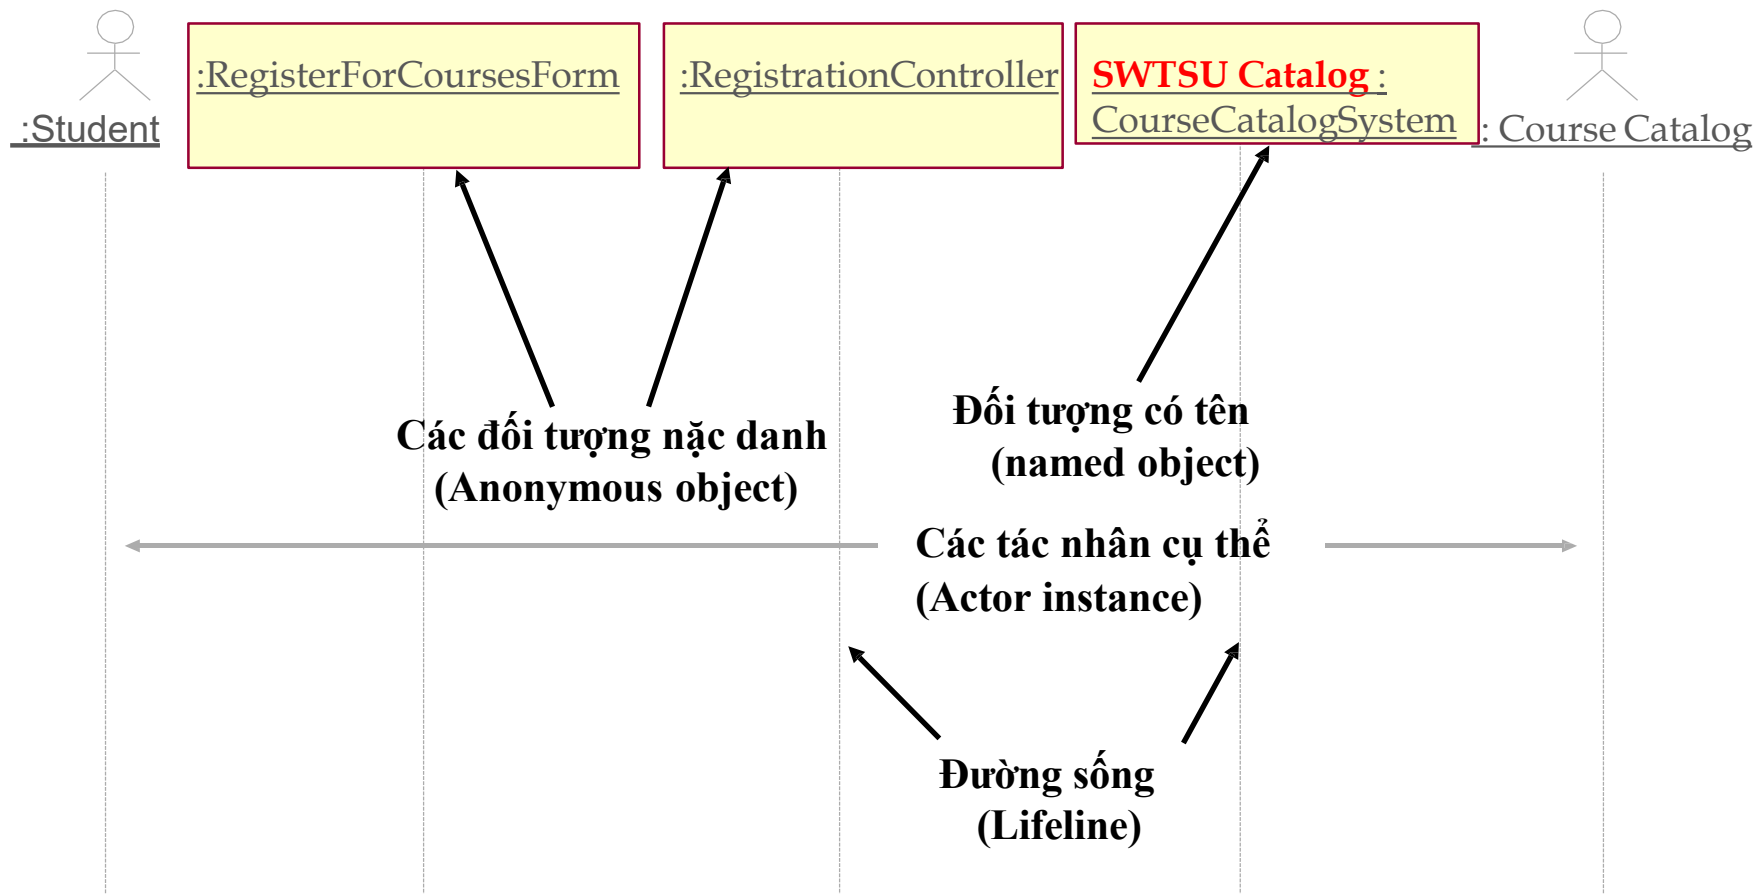 :Student
:RegisterForCoursesForm
:RegistrationController
SWTSU Catalog :
CourseCatalogSystem
: Course Catalog
Các đối tượng nặc danh
(Anonymous object)
Đối tượng có tên
(named object)
Các tác nhân cụ thể
(Actor instance)
Đường sống
(Lifeline)